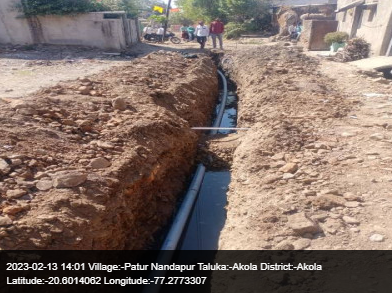 2023-02-13 14:01 Village:-Patur Nandapur Taluka:-Akola District:-Akola
Latitude:-20.6014062 Longitude:-77.2773307